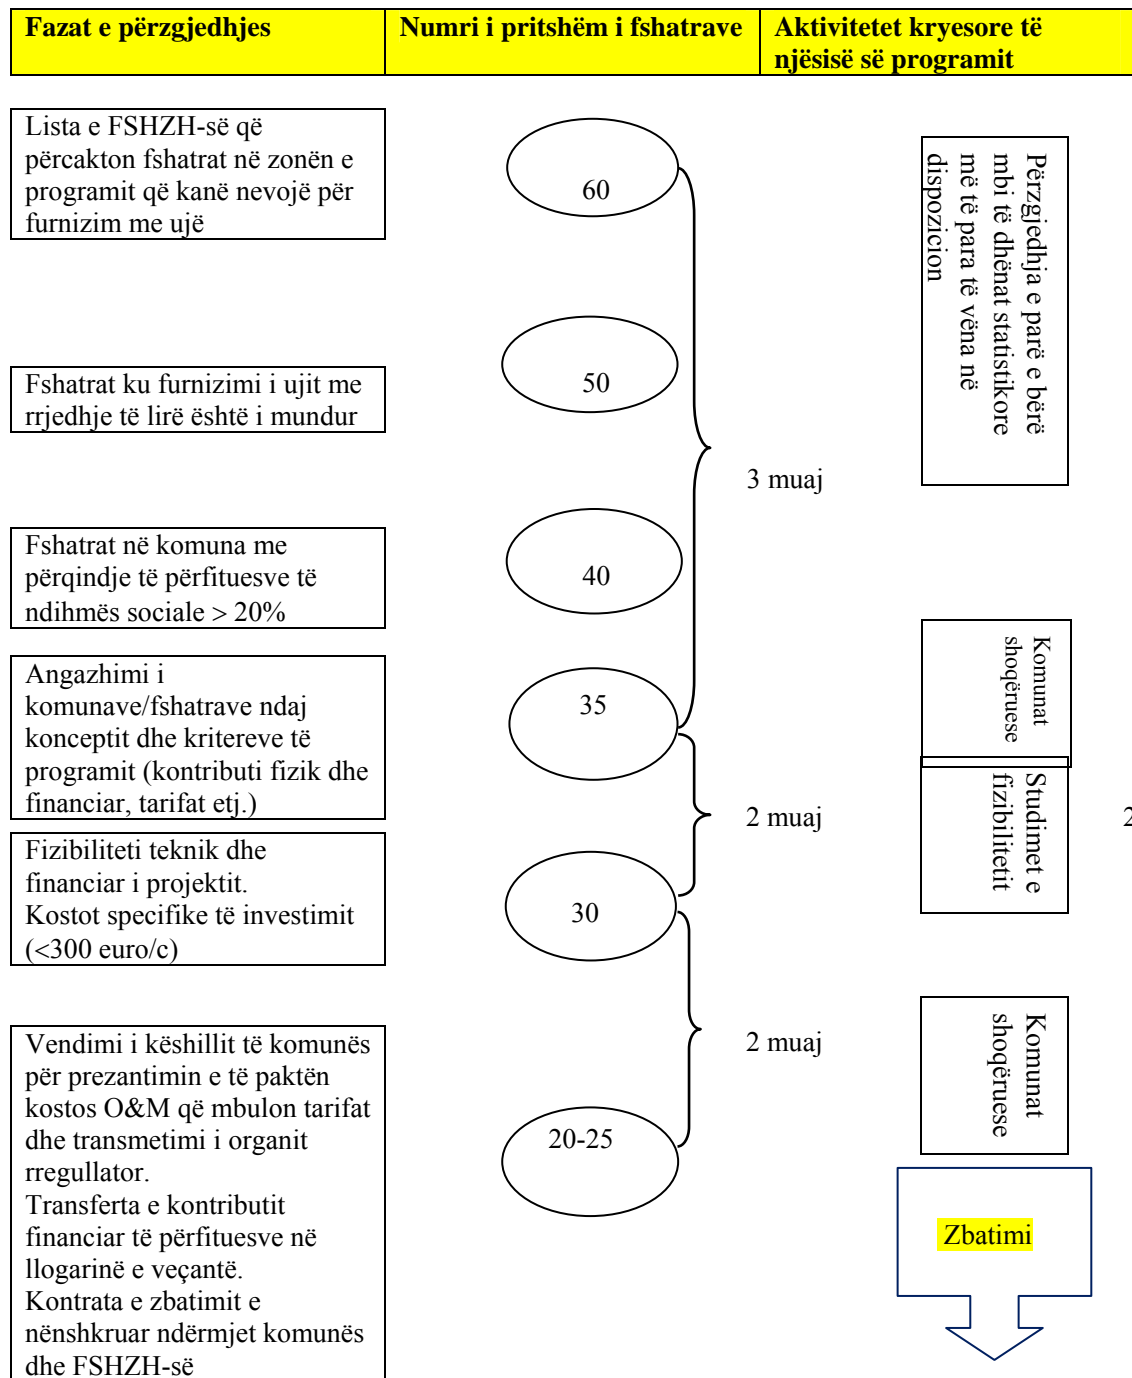 Fazat e përzgjedhjes
Numri i pritshëm i fshatrave
Aktivitetet kryesore të
njësisë së programit
Lista e FSHZH-së që
përcakton fshatrat në zonën e
programit që kanë nevojë për
furnizim me ujë
60
Përzgjedhja e parë e bërë
mbi të dhënat statistikore
më të para të vëna në
dispozicion
Fshatrat ku furnizimi i ujit me
rrjedhje të lirë është i mundur
50
3 muaj
Fshatrat në komuna me
përqindje të përfituesve të
ndihmës sociale > 20%
40
Komunat
shoqëruese
Angazhimi i
komunave/fshatrave ndaj
konceptit dhe kritereve të
programit (kontributi fizik dhe
financiar, tarifat etj.)
35
2 muaj
Studimet e
fizibilitetit
2
Fizibiliteti teknik dhe
financiar i projektit.
Kostot specifike të investimit
(<300 euro/c)
30
2 muaj
Komunat
shoqëruese
Vendimi i këshillit të komunës
për prezantimin e të paktën
kostos O&M që mbulon tarifat
dhe transmetimi i organit
rregullator.
Transferta e kontributit
financiar të përfituesve në
llogarinë e veçantë.
Kontrata e zbatimit e
nënshkruar ndërmjet komunës
dhe FSHZH-së
20-25
Zbatimi